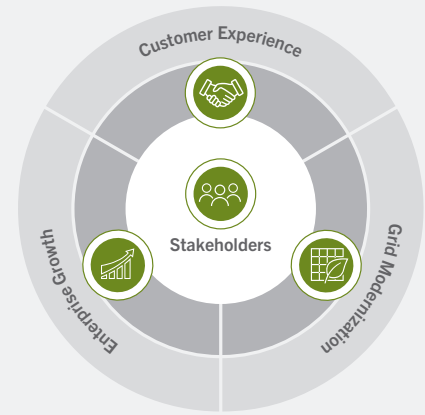 Customer Experience
Stakeholders
Enterprise Growth
Grid Modernization